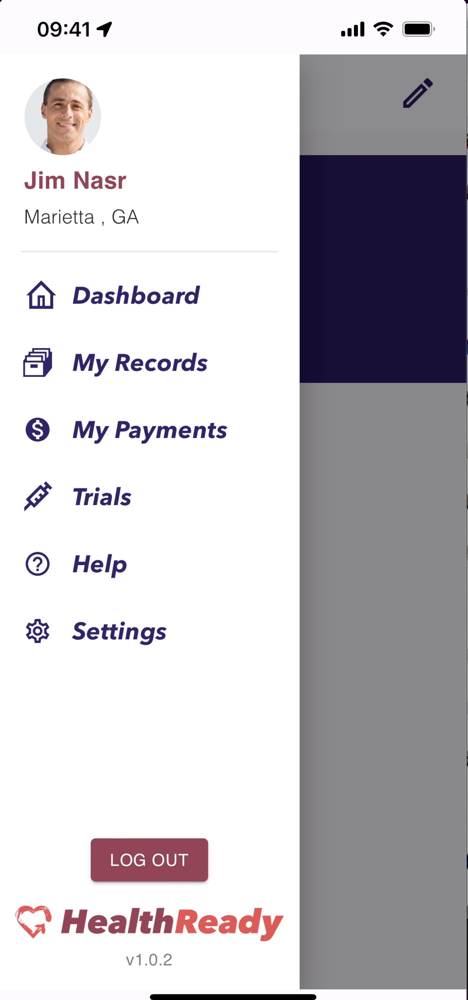 09:41
Jim Nasr
Marietta , GA
Dashboard
My Records
$ My Payments
Trials
? Help
Settings
LOG OUT
HealthReady
v1.0.2